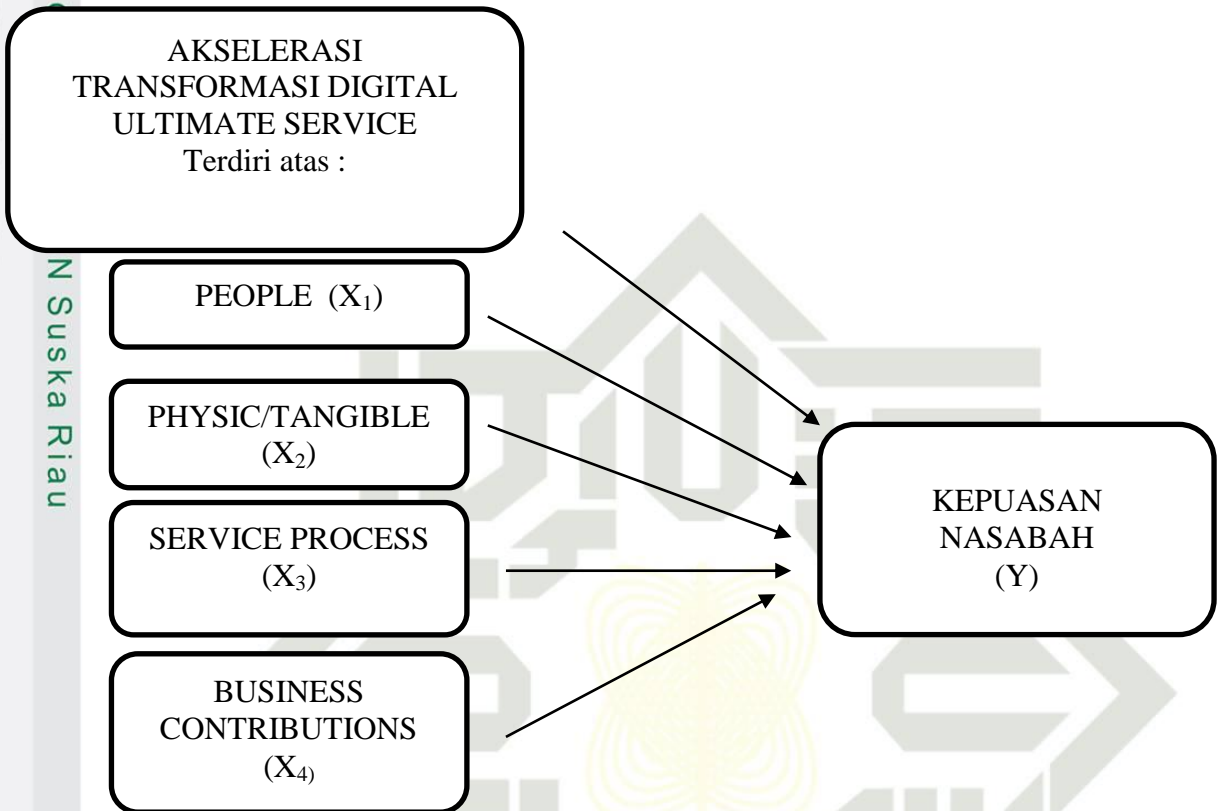 AKSELERASI
TRANSFORMASI DIGITAL
ULTIMATE SERVICE
Terdiri atas :
PEOPLE (X₁)
PHYSIC/TANGIBLE
(X₂)
SERVICE PROCESS
(X₃)
BUSINESS
CONTRIBUTIONS
(X₄₎
KEPUASAN
NASABAH
(Y)
N Suska Riau